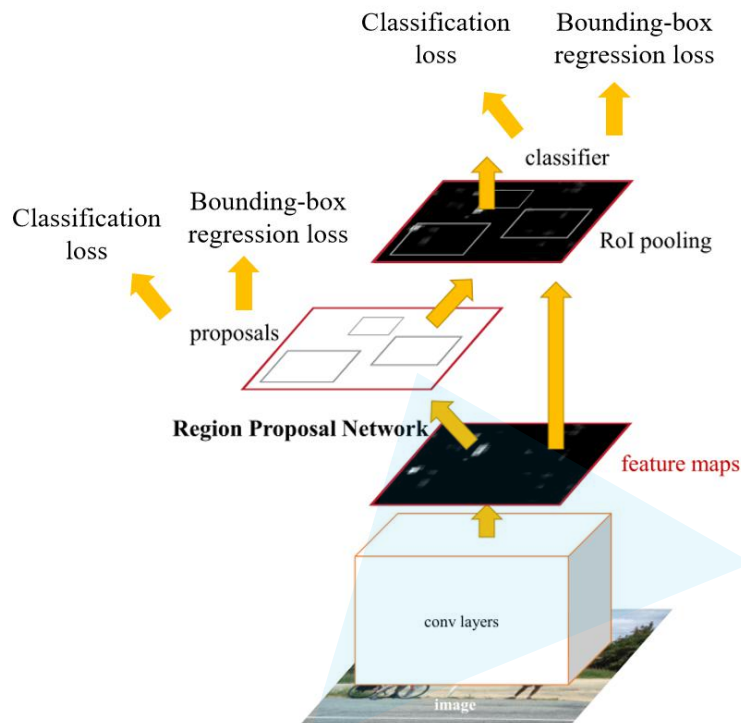 Classification
loss
Bounding-box
regression loss
classifier
Classification
loss
Bounding-box
regression loss
RoI pooling
proposals
Region Proposal Network
feature maps
conv layers
image